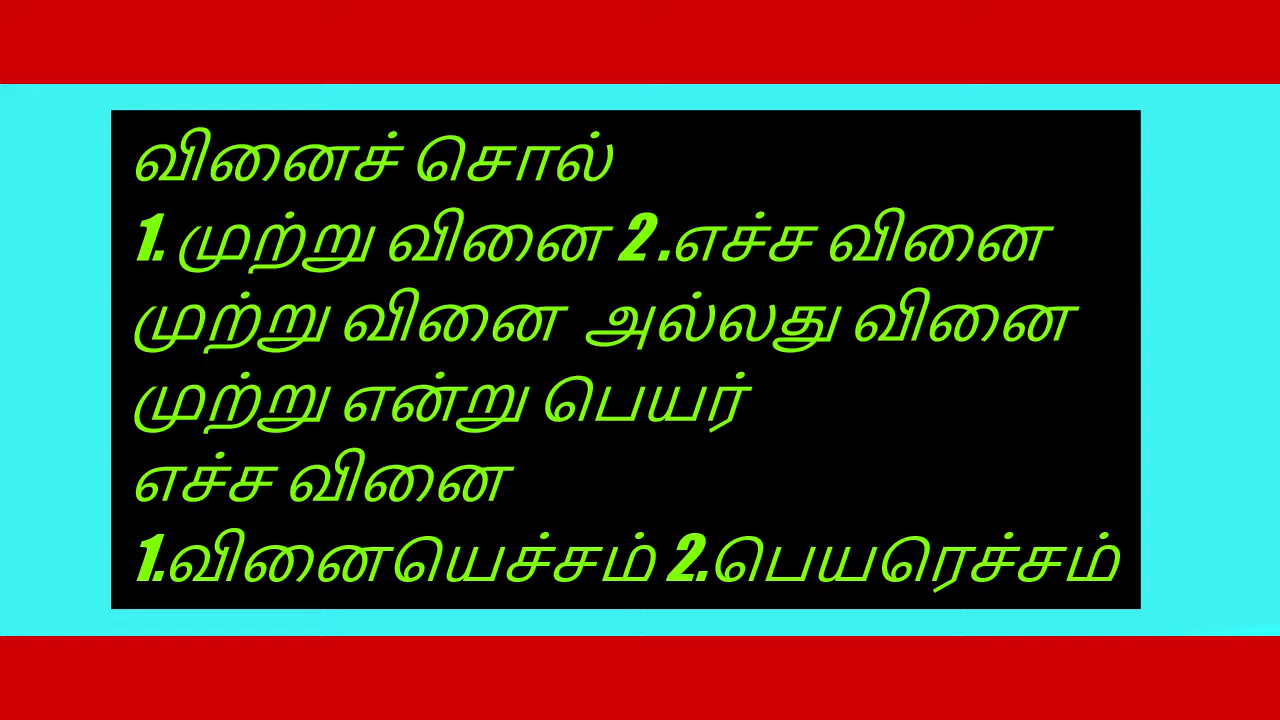 வினைச் சொல்
1. முற்று வினை 2 .எச்ச வினை
முற்று வினை அல்லது வினை
முற்று என்று பெயர்
எச்ச வினை
1.வினையெச்சம் 2.பெயரெச்சம்